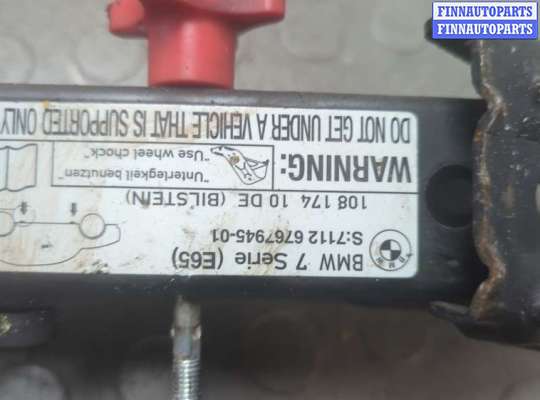 FINNAUTOPARTS
FINNAUTOPARTS
FINNAUTOPARTS
BMW 7 Serie (E65)
S:7112 6767945-01
108 174 10 DE (BILSTEIN)
WARNING:
"Unterlegkeil benutzen"
"Use wheel chock"
DO NOT GET UNDER A VEHICLE THAT IS SUPPORTED ONLY